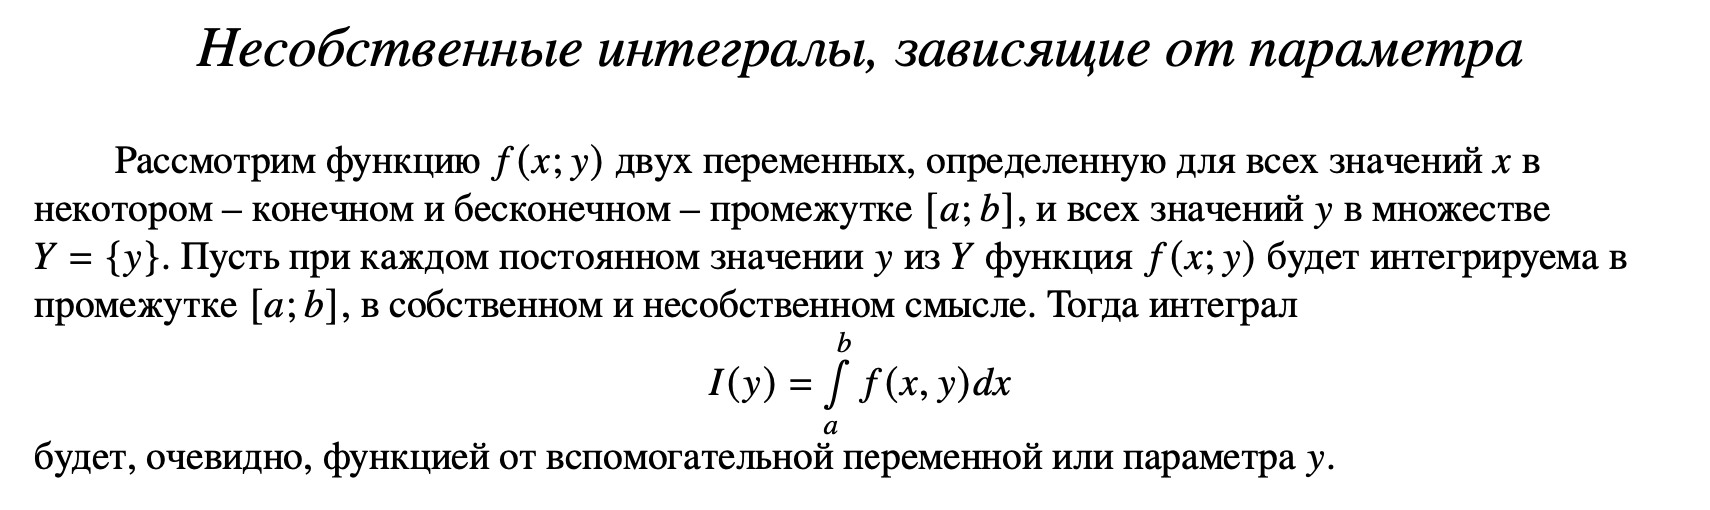 Несобственные интегралы, зависящие от параметра
Рассмотрим функцию f(x; y) двух переменных, определенную для всех значений x в
некотором – конечном и бесконечном – промежутке [a; b], и всех значений y в множестве
Y = {y}. Пусть при каждом постоянном значении y из Y функция f(x; y) будет интегрируема в
промежутке [a; b], в собственном и несобственном смысле. Тогда интеграл
I(y) = ∫_a^b f(x, y)dx
будет, очевидно, функцией от вспомогательной переменной или параметра y.